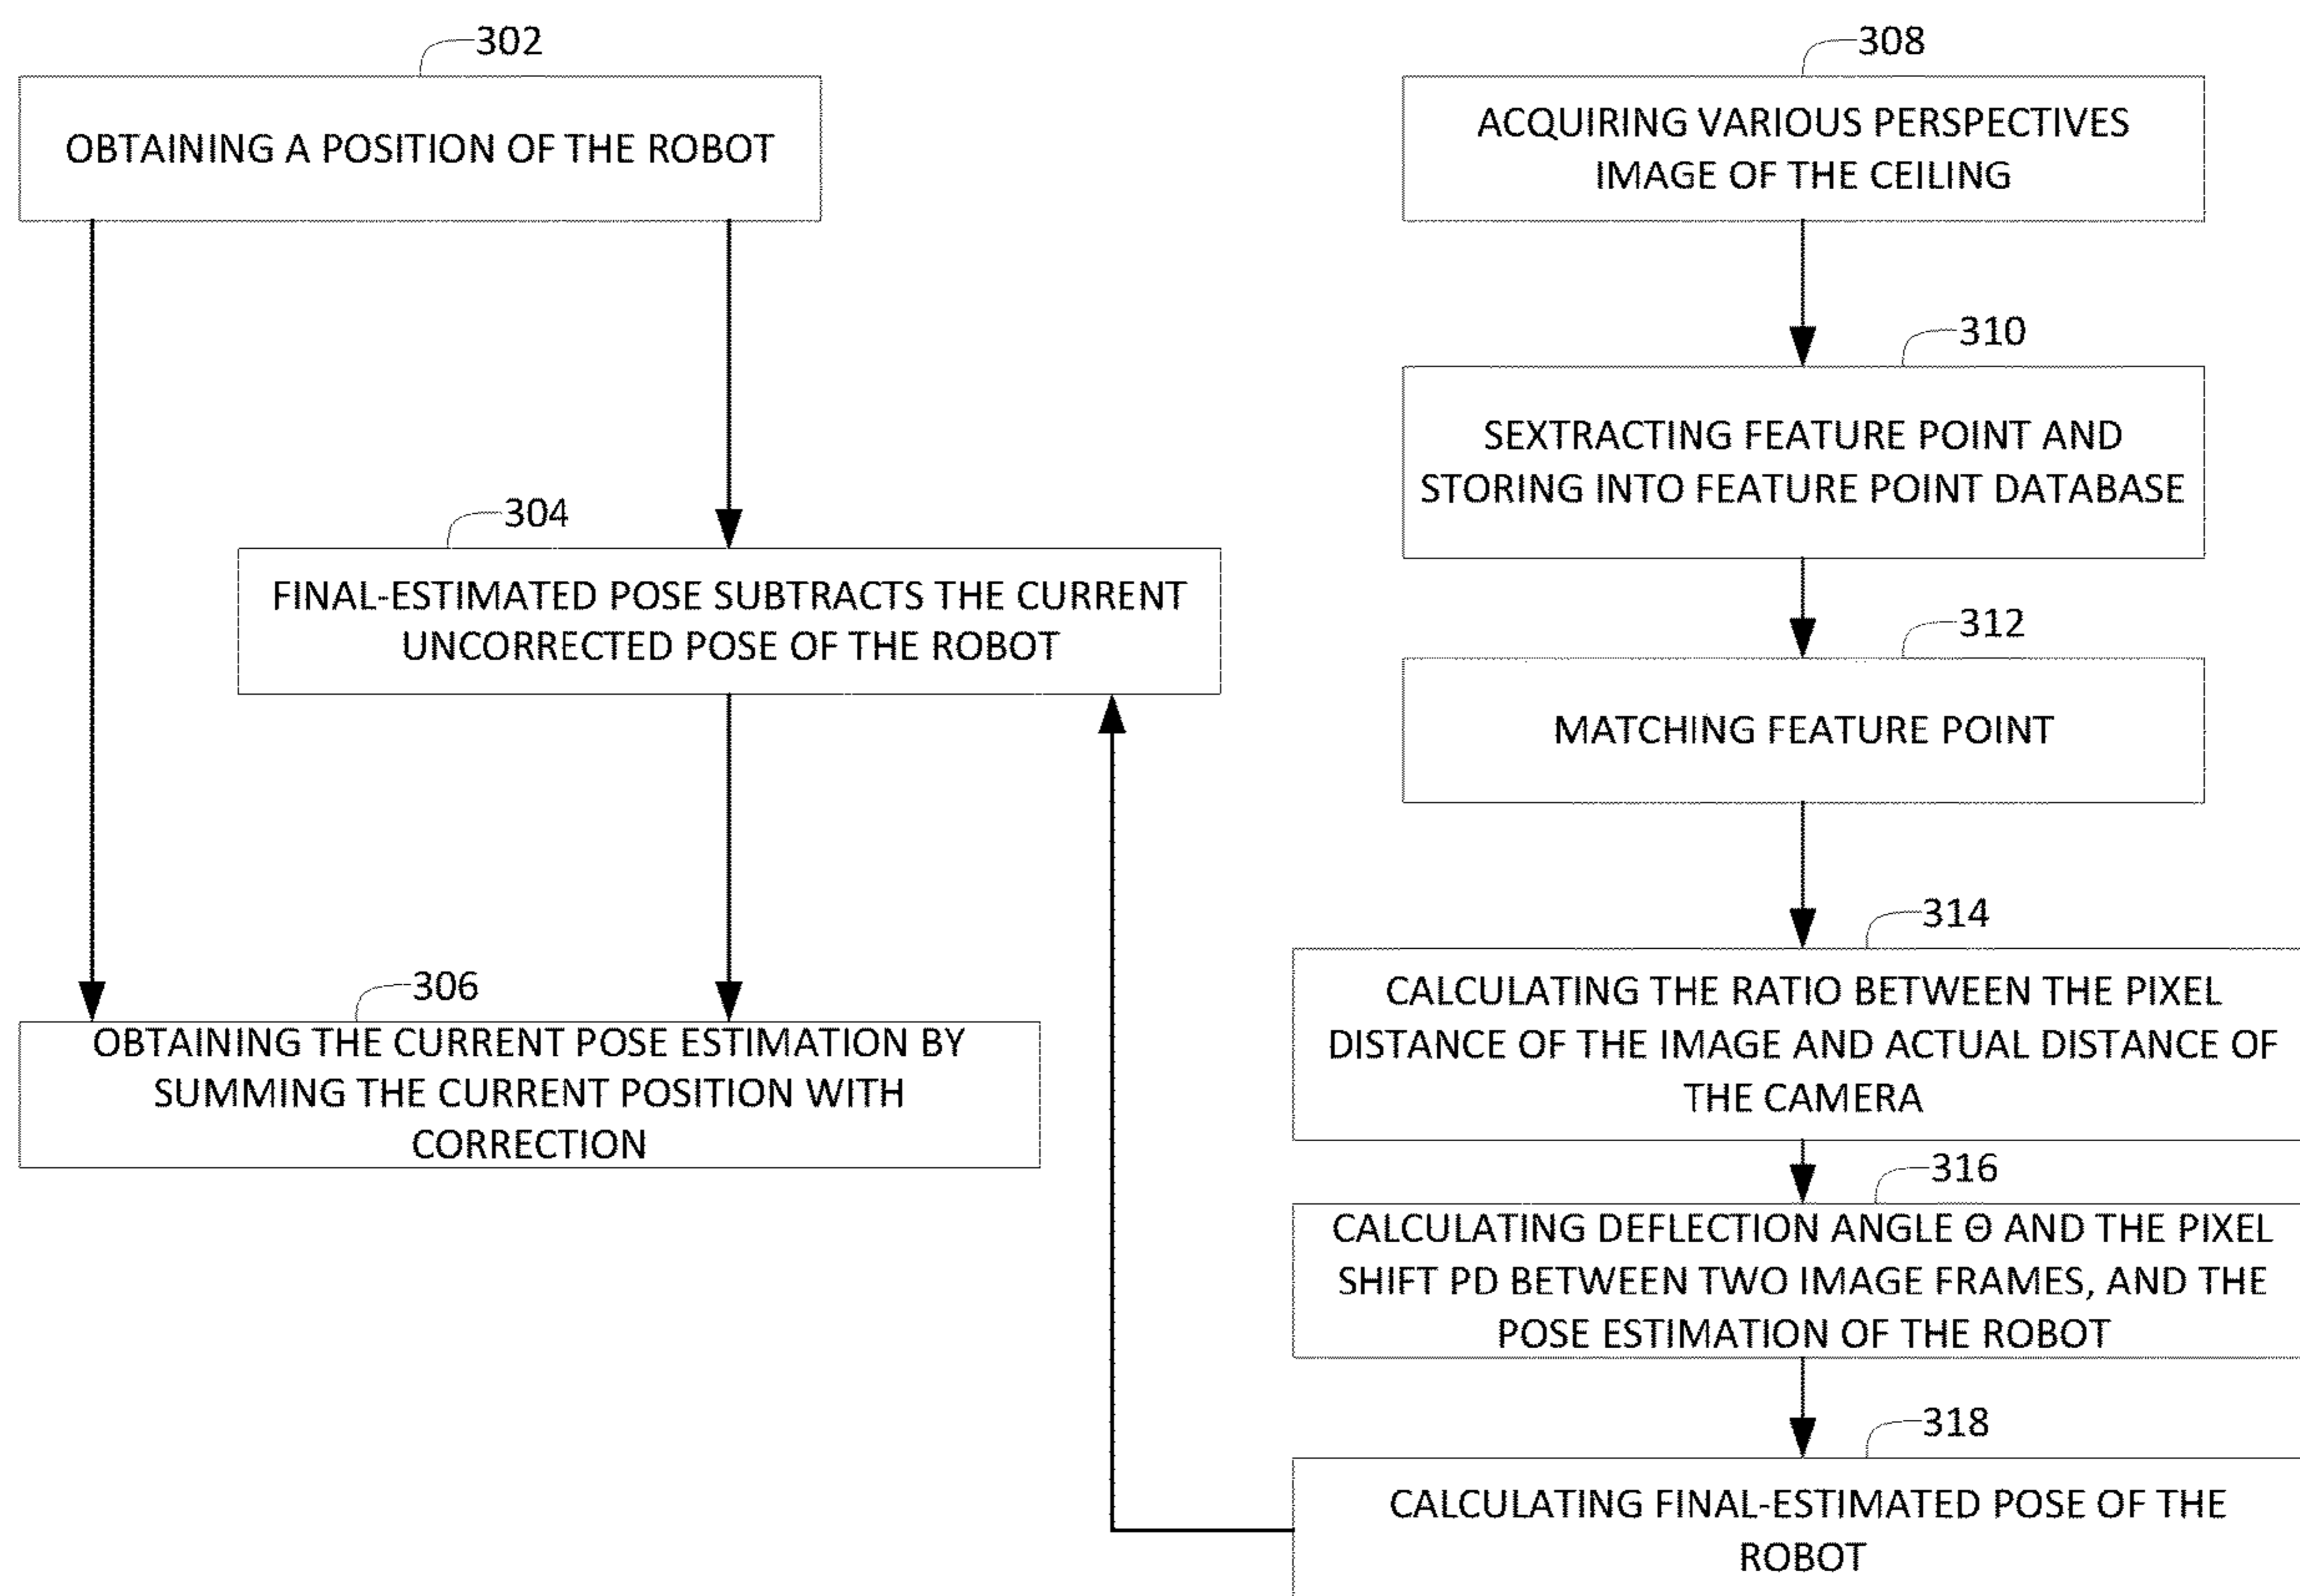 302
OBTAINING A POSITION OF THE ROBOT
304
FINAL-ESTIMATED POSE SUBTRACTS THE CURRENT
UNCORRECTED POSE OF THE ROBOT
306
OBTAINING THE CURRENT POSE ESTIMATION BY
SUMMING THE CURRENT POSITION WITH
CORRECTION
308
ACQUIRING VARIOUS PERSPECTIVES
IMAGE OF THE CEILING
310
SEXTRACTING FEATURE POINT AND
STORING INTO FEATURE POINT DATABASE
312
MATCHING FEATURE POINT
314
CALCULATING THE RATIO BETWEEN THE PIXEL
DISTANCE OF THE IMAGE AND ACTUAL DISTANCE OF
THE CAMERA
316
CALCULATING DEFLECTION ANGLE Θ AND THE PIXEL
SHIFT PD BETWEEN TWO IMAGE FRAMES, AND THE
POSE ESTIMATION OF THE ROBOT
318
CALCULATING FINAL-ESTIMATED POSE OF THE
ROBOT